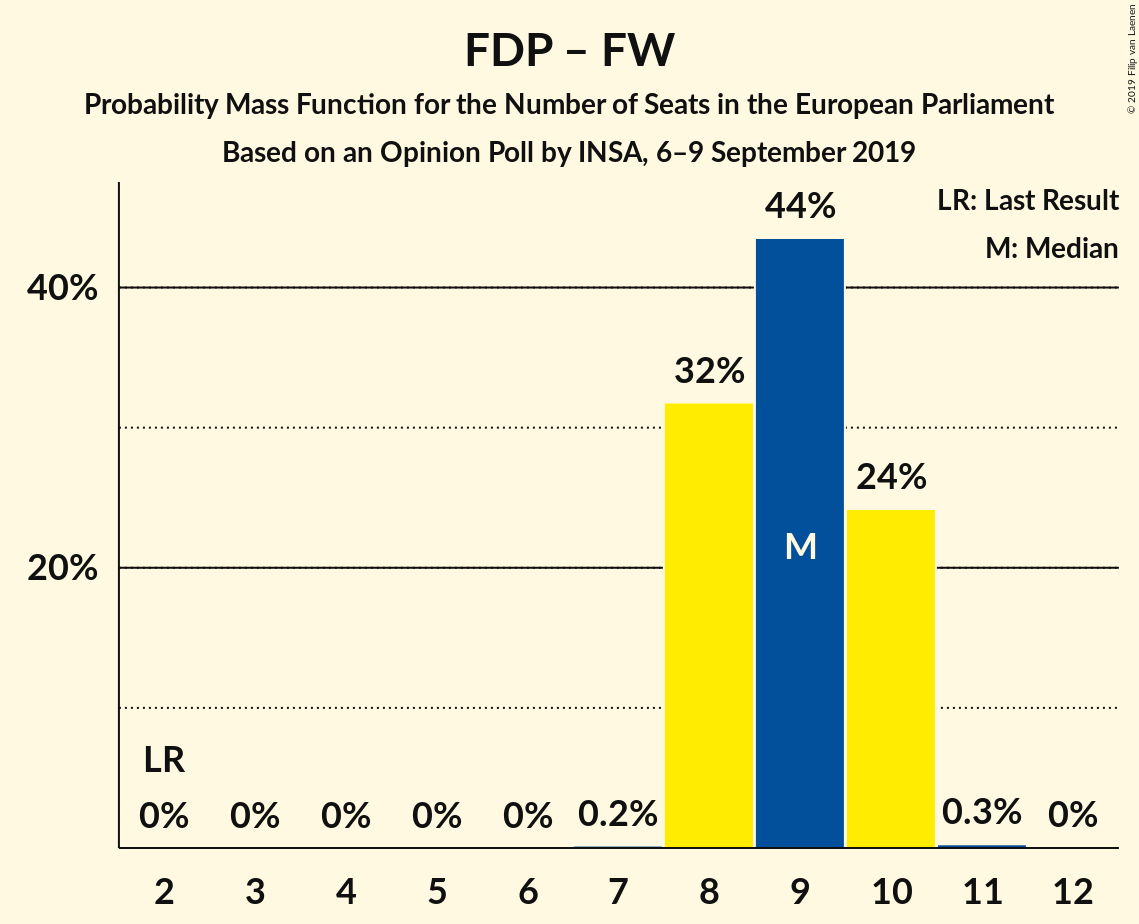 FDP – FW
Probability Mass Function for the Number of Seats in the European Parliament
Based on an Opinion Poll by INSA, 6–9 September 2019
© 2019 Filip van Laenen
LR: Last Result
M: Median
44%
40%
32%
24%
M
20%
LR
0% 0% 0% 0% 0% 0.2% 0.3% 0%
2 3 4 5 6 7 8 9 10 11 12